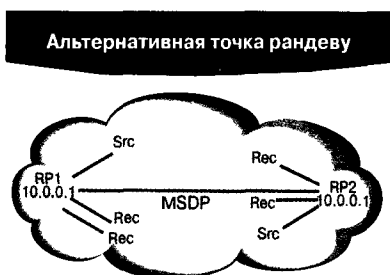 Альтернативная точка рандеву
Src
Rec
RP1
10.0.0.1
RP2
10.0.0.1
MSDP
Rec
Rec
Rec
Src